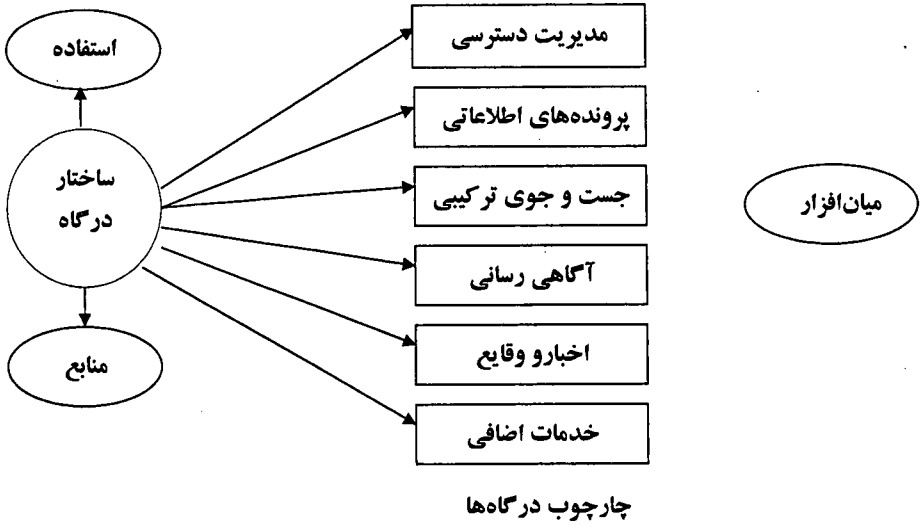 استفاده
ساختار
درگاه
منابع
مدیریت دسترسی
پرونده‌های اطلاعاتی
جست و جوی ترکیبی
آگاهی رسانی
اخبارو وقایع
خدمات اضافی
میان‌افزار
چارچوب درگاه‌ها